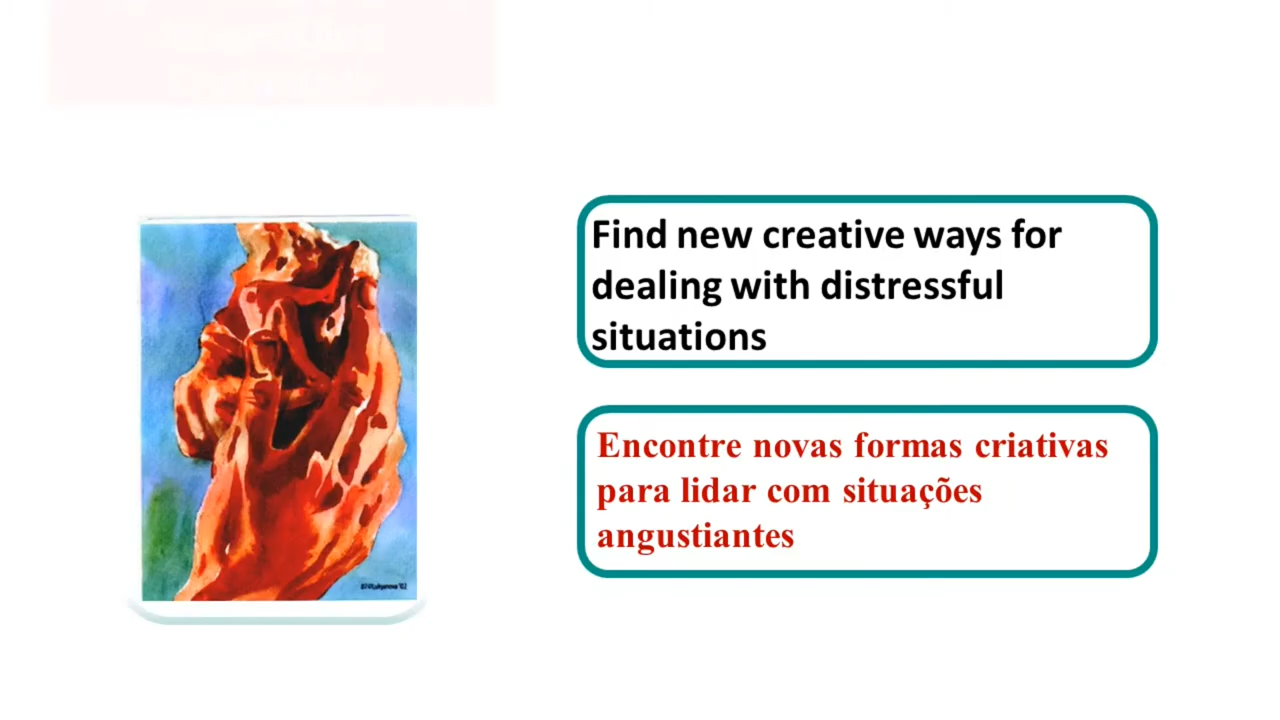 Find new creative ways for
dealing with distressful
situations
Encontre novas formas criativas
para lidar com situações
angustiantes